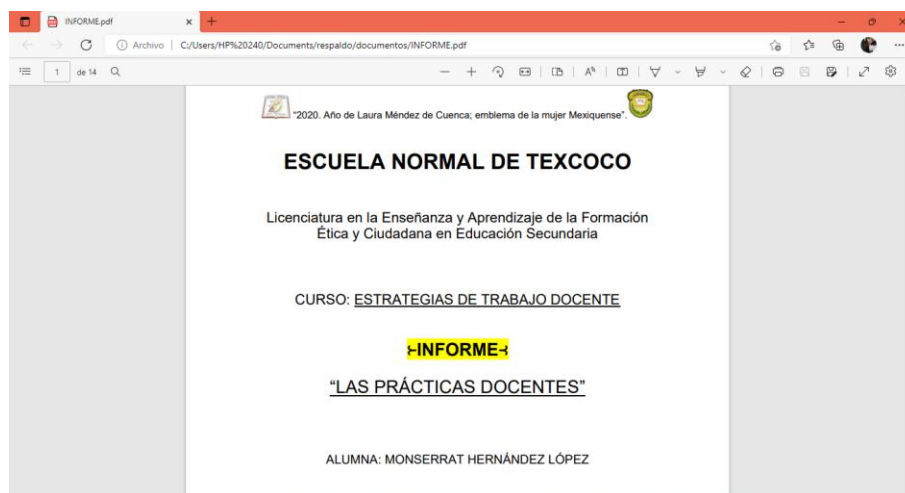 INFORME.pdf
Archivo | C:/Users/HP%20240/Documents/respaldo/documentos/INFORME.pdf
1 de 14
"2020. Año de Laura Méndez de Cuenca; emblema de la mujer Mexiquense".
ESCUELA NORMAL DE TEXCOCO
Licenciatura en la Enseñanza y Aprendizaje de la Formación
Ética y Ciudadana en Educación Secundaria
CURSO: ESTRATEGIAS DE TRABAJO DOCENTE
⊱INFORME⊰
"LAS PRÁCTICAS DOCENTES"
ALUMNA: MONSERRAT HERNÁNDEZ LÓPEZ